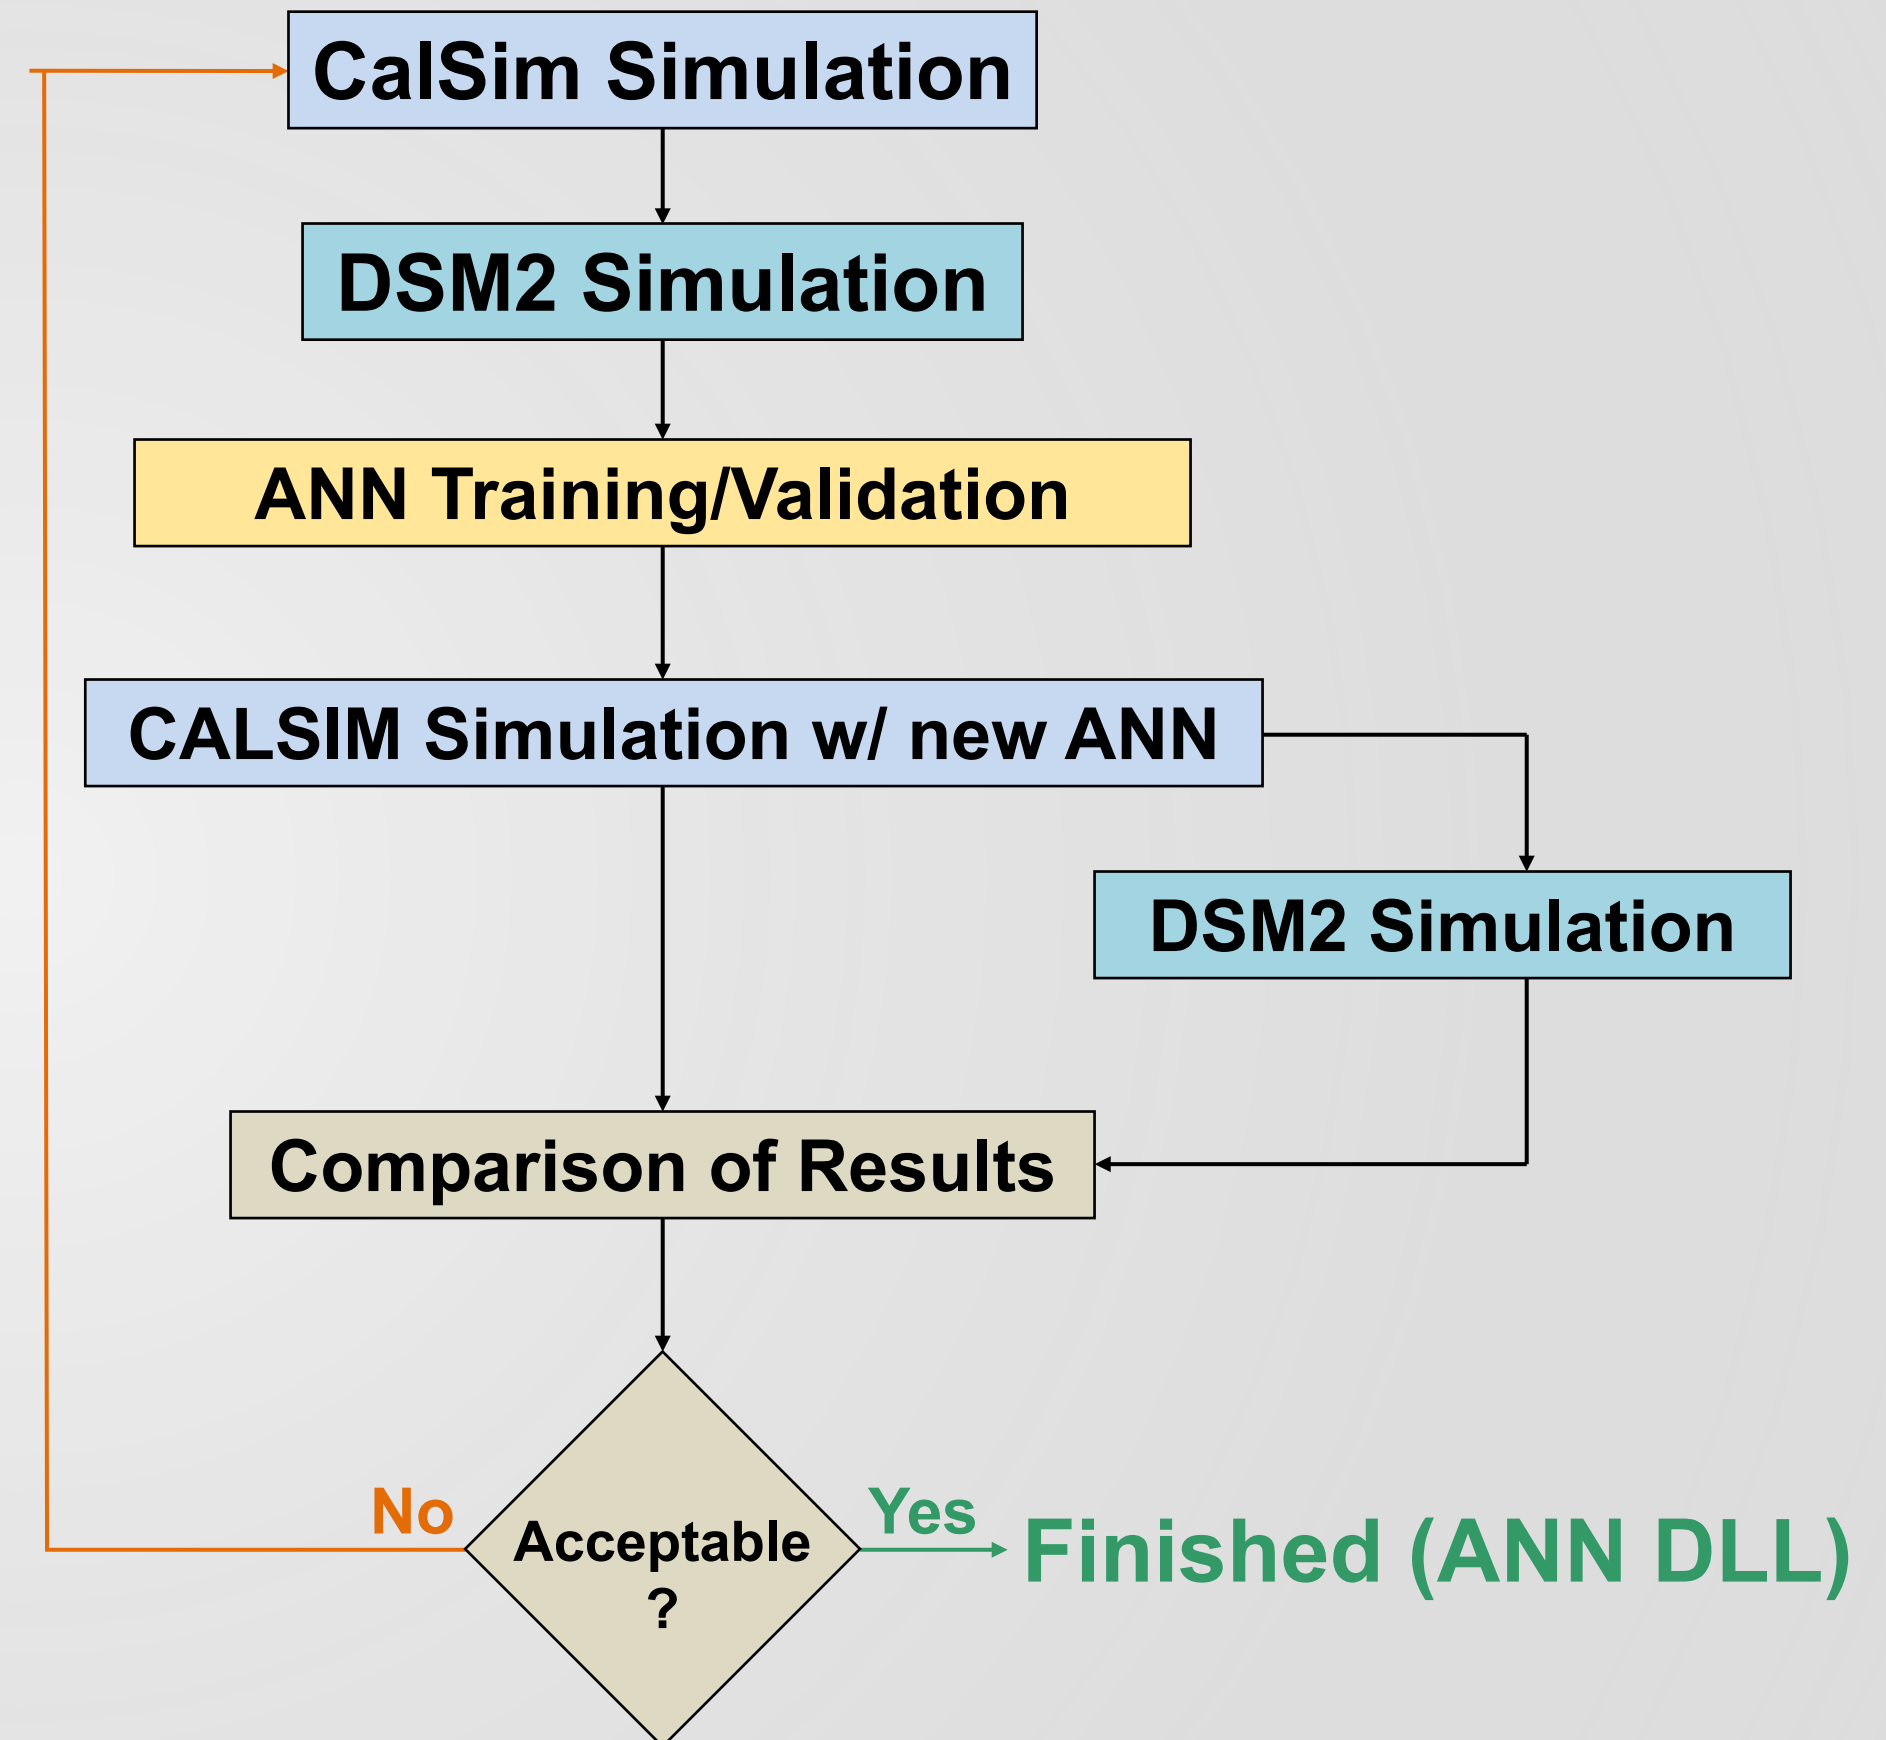 CalSim Simulation
DSM2 Simulation
ANN Training/Validation
CALSIM Simulation w/ new ANN
DSM2 Simulation
Comparison of Results
No
Acceptable
?
Yes
Finished (ANN DLL)